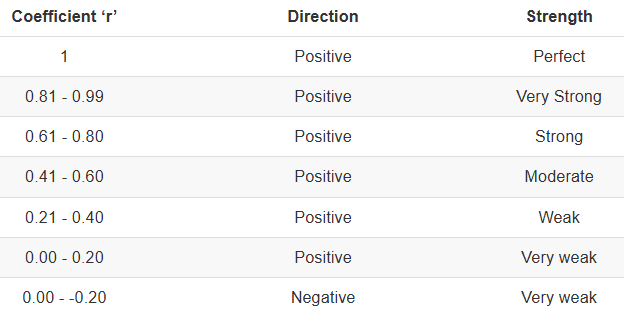 Coefficient ‘r’ Direction Strength
1 Positive Perfect
0.81 - 0.99 Positive Very Strong
0.61 - 0.80 Positive Strong
0.41 - 0.60 Positive Moderate
0.21 - 0.40 Positive Weak
0.00 - 0.20 Positive Very weak
0.00 - -0.20 Negative Very weak